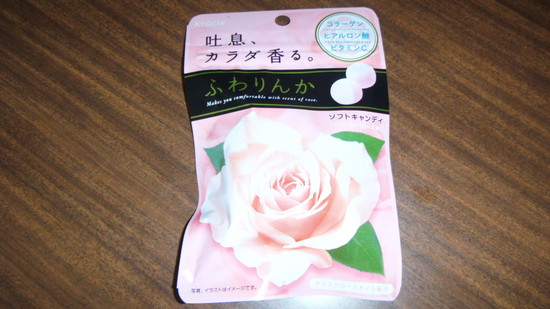 Kracie
コラーゲン
ヒアルロン酸
ビタミンC
吐息、
カラダ香る。
ふわりんか
Makes you comfortable with scent of rose.
ソフトキャンディ
写真、イラストはイメージです。